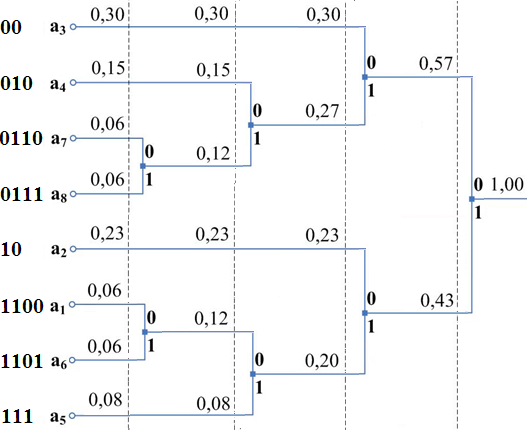 00 a3 0,30 0,30 0,30
0 0,57
010 a4 0,15 0,15 1
0 0,27
0110 a7 0,06 1
0 0,12
0111 a8 0,06 1
0 1,00
10 a2 0,23 0,23 0,23 1
1100 a1 0,06 0 0,43
0 0,12 1
1101 a6 0,06 1 0 0,20
111 a5 0,08 0,08 1